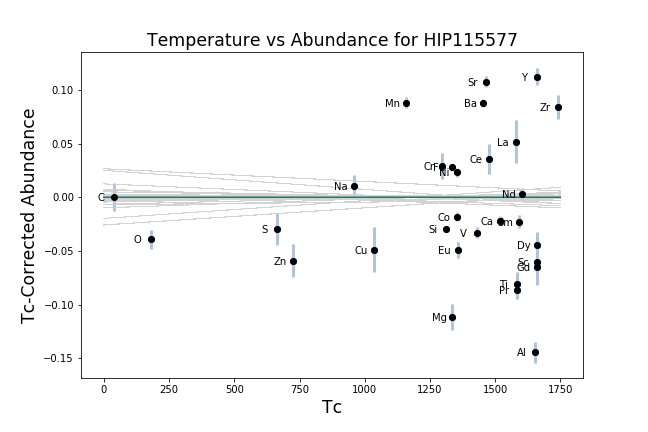 Temperature vs Abundance for HIP115577
Tc-Corrected Abundance
0.10
0.05
0.00
−0.05
−0.10
−0.15
Y
Sr
Mn
Ba
Zr
La
Ce
Cr
Ni
Na
Nd
C
Co
Ca
Sm
S
Si
V
O
Dy
Cu
Eu
Zn
Sc
Gd
Ti
Pr
Mg
Al
0
250
500
750
1000
1250
1500
1750
Tc